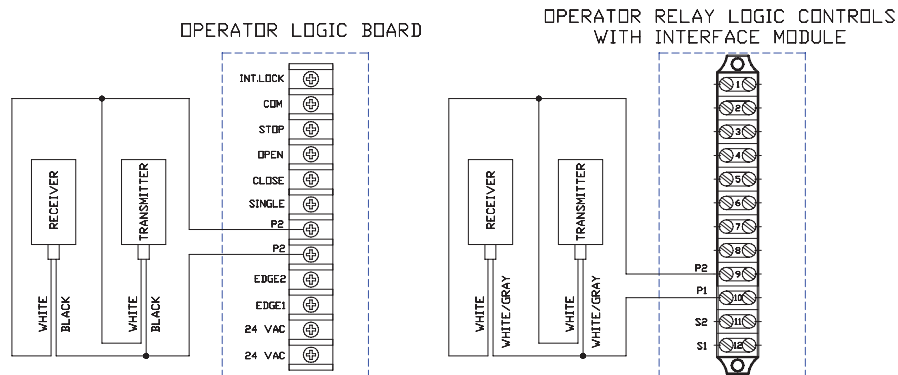 OPERATOR LOGIC BOARD
INT.LOCK
COM
STOP
OPEN
CLOSE
SINGLE
P2
P2
EDGE2
EDGE1
24 VAC
24 VAC
RECEIVER
TRANSMITTER
WHITE
BLACK
WHITE
BLACK
OPERATOR RELAY LOGIC CONTROLS
WITH INTERFACE MODULE
1
2
3
4
5
6
7
8
P2 9
P1 10
S2 11
S1 12
RECEIVER
TRANSMITTER
WHITE
WHITE/GRAY
WHITE
WHITE/GRAY